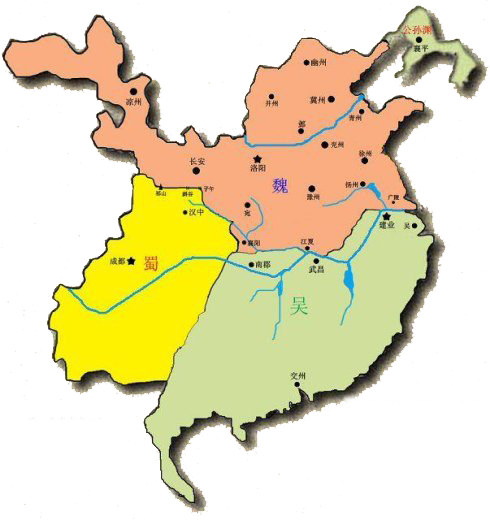 公孙渊
襄平
幽州
凉州
并州
冀州
青州
邺
兖州
徐州
长安
洛阳
魏
豫州
扬州
广陵
祁山
斜谷
子午
汉中
宛
建业
吴
襄阳
江夏
成都
蜀
南郡
武昌
吴
交州